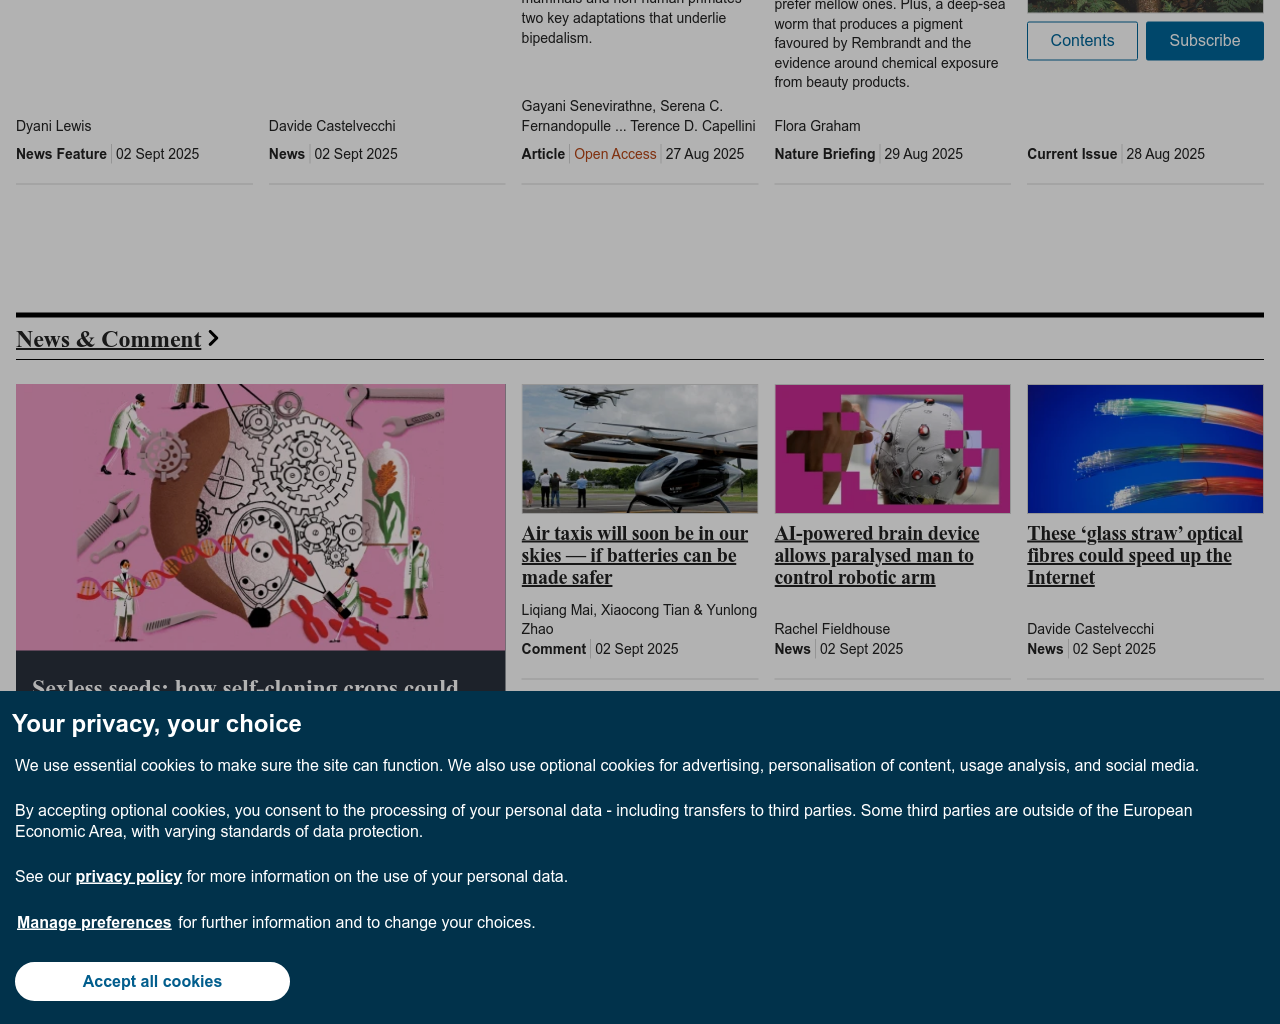 mammals and non-human primates
two key adaptations that underlie
bipedalism.
prefer mellow ones. Plus, a deep-sea
worm that produces a pigment
favoured by Rembrandt and the
evidence around chemical exposure
from beauty products.
Contents
Subscribe
Dyani Lewis
News Feature 02 Sept 2025
Davide Castelvecchi
News 02 Sept 2025
Gayani Senevirathne, Serena C.
Fernandopulle ... Terence D. Capellini
Article Open Access 27 Aug 2025
Flora Graham
Nature Briefing 29 Aug 2025
Current Issue 28 Aug 2025
News & Comment
Sexless seeds: how self-cloning crops could
Air taxis will soon be in our
skies — if batteries can be
made safer
Liqiang Mai, Xiaocong Tian & Yunlong
Zhao
Comment 02 Sept 2025
AI-powered brain device
allows paralysed man to
control robotic arm
Rachel Fieldhouse
News 02 Sept 2025
These ‘glass straw’ optical
fibres could speed up the
Internet
Davide Castelvecchi
News 02 Sept 2025
Your privacy, your choice
We use essential cookies to make sure the site can function. We also use optional cookies for advertising, personalisation of content, usage analysis, and social media.
By accepting optional cookies, you consent to the processing of your personal data - including transfers to third parties. Some third parties are outside of the European
Economic Area, with varying standards of data protection.
See our privacy policy for more information on the use of your personal data.
Manage preferences for further information and to change your choices.
Accept all cookies